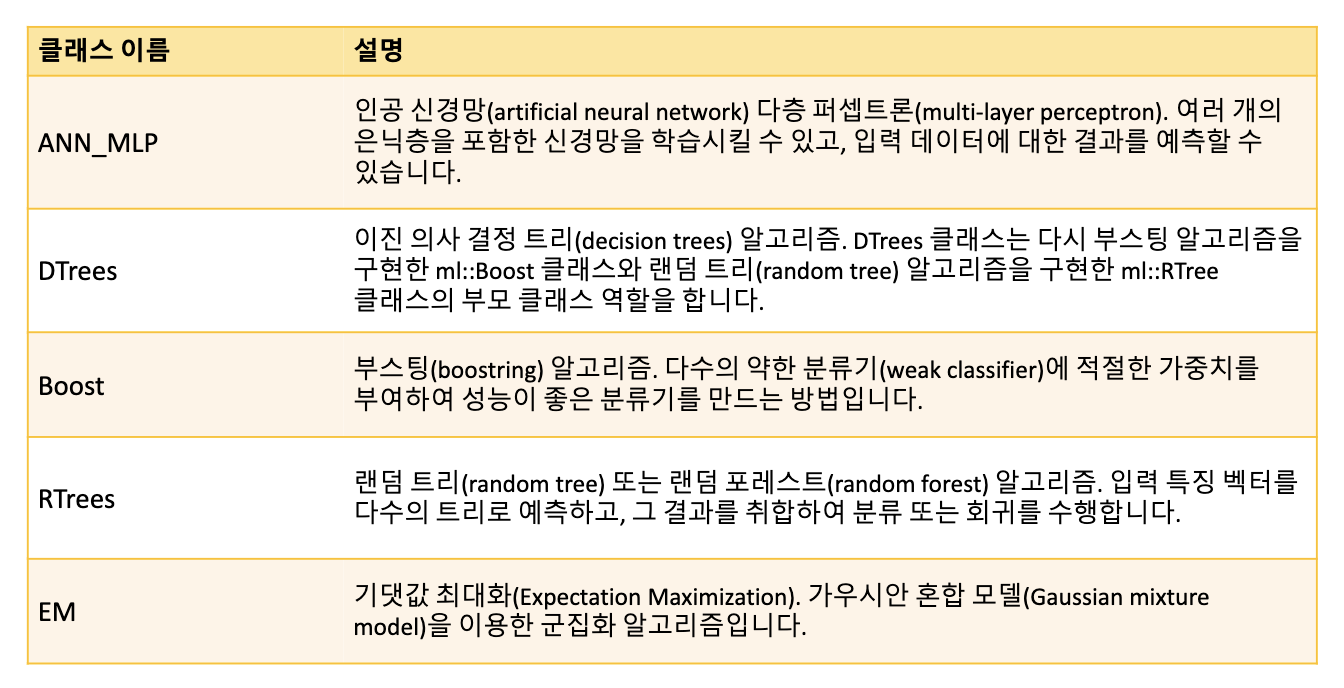 클래스 이름
설명
ANN_MLP
인공 신경망(artificial neural network) 다층 퍼셉트론(multi-layer perceptron). 여러 개의
은닉층을 포함한 신경망을 학습시킬 수 있고, 입력 데이터에 대한 결과를 예측할 수
있습니다.
DTrees
이진 의사 결정 트리(decision trees) 알고리즘. DTrees 클래스는 다시 부스팅 알고리즘을
구현한 ml::Boost 클래스와 랜덤 트리(random tree) 알고리즘을 구현한 ml::RTree
클래스의 부모 클래스 역할을 합니다.
Boost
부스팅(boostring) 알고리즘. 다수의 약한 분류기(weak classifier)에 적절한 가중치를
부여하여 성능이 좋은 분류기를 만드는 방법입니다.
RTrees
랜덤 트리(random tree) 또는 랜덤 포레스트(random forest) 알고리즘. 입력 특징 벡터를
다수의 트리로 예측하고, 그 결과를 취합하여 분류 또는 회귀를 수행합니다.
EM
기댓값 최대화(Expectation Maximization). 가우시안 혼합 모델(Gaussian mixture
model)을 이용한 군집화 알고리즘입니다.